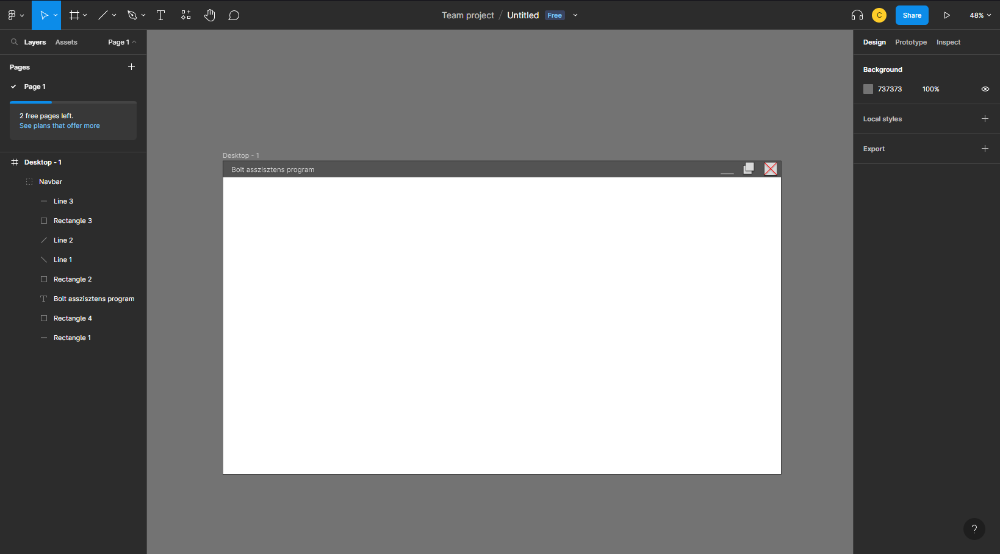 Team project / Untitled Free
C Share 48%
Layers Assets Page 1
Pages
Page 1
2 free pages left.
See plans that offer more
Desktop - 1
Navbar
Line 3
Rectangle 3
Line 2
Line 1
Rectangle 2
Bolt asszisztens program
Rectangle 4
Rectangle 1
Desktop - 1
Bolt asszisztens program
Design Prototype Inspect
Background
737373 100%
Local styles
Export
?